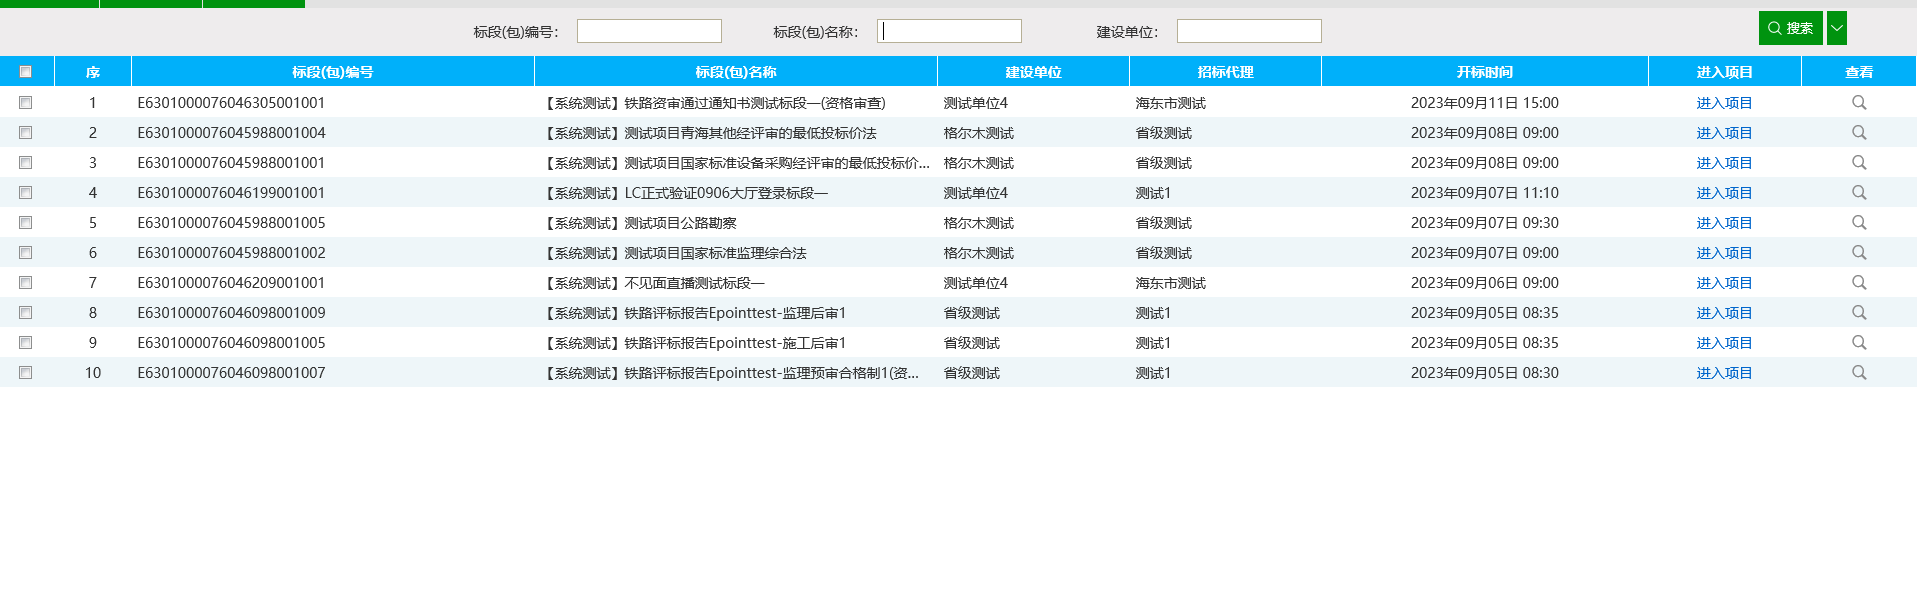 标段(包)编号： 标段(包)名称： 建设单位： 搜索
序 标段(包)编号 标段(包)名称 建设单位 招标代理 开标时间 进入项目 查看
1 E6301000076046305001001 【系统测试】铁路资审通过通知书测试标段一(资格审查) 测试单位4 海东市测试 2023年09月11日 15:00 进入项目
2 E6301000076045988001004 【系统测试】测试项目青海其他经评审的最低投标价法 格尔木测试 省级测试 2023年09月08日 09:00 进入项目
3 E6301000076045988001001 【系统测试】测试项目国家标准设备采购经评审的最低投标价... 格尔木测试 省级测试 2023年09月08日 09:00 进入项目
4 E6301000076046199001001 【系统测试】LC正式验证0906大厅登录标段一 测试单位4 测试1 2023年09月07日 11:10 进入项目
5 E6301000076045988001005 【系统测试】测试项目公路勘察 格尔木测试 省级测试 2023年09月07日 09:30 进入项目
6 E6301000076045988001002 【系统测试】测试项目国家标准监理综合法 格尔木测试 省级测试 2023年09月07日 09:00 进入项目
7 E6301000076046209001001 【系统测试】不见面直播测试标段一 测试单位4 海东市测试 2023年09月06日 09:00 进入项目
8 E6301000076046098001009 【系统测试】铁路评标报告Epointtest-监理后审1 省级测试 测试1 2023年09月05日 08:35 进入项目
9 E6301000076046098001005 【系统测试】铁路评标报告Epointtest-施工后审1 省级测试 测试1 2023年09月05日 08:35 进入项目
10 E6301000076046098001007 【系统测试】铁路评标报告Epointtest-监理预审合格制1(资... 省级测试 测试1 2023年09月05日 08:30 进入项目